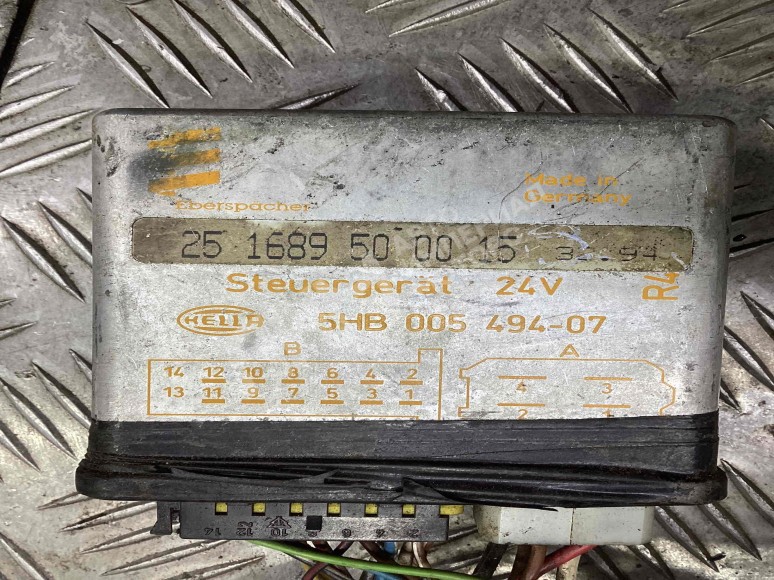 Eberspächer
Made in
Germany
25 1689 50 00 15
Steuergerät 24V
R4
HELLA
5HB 005 494-07
B
A
14 12 10 8 6 4 2
13 11 9 7 5 3 1
4 3
2 1